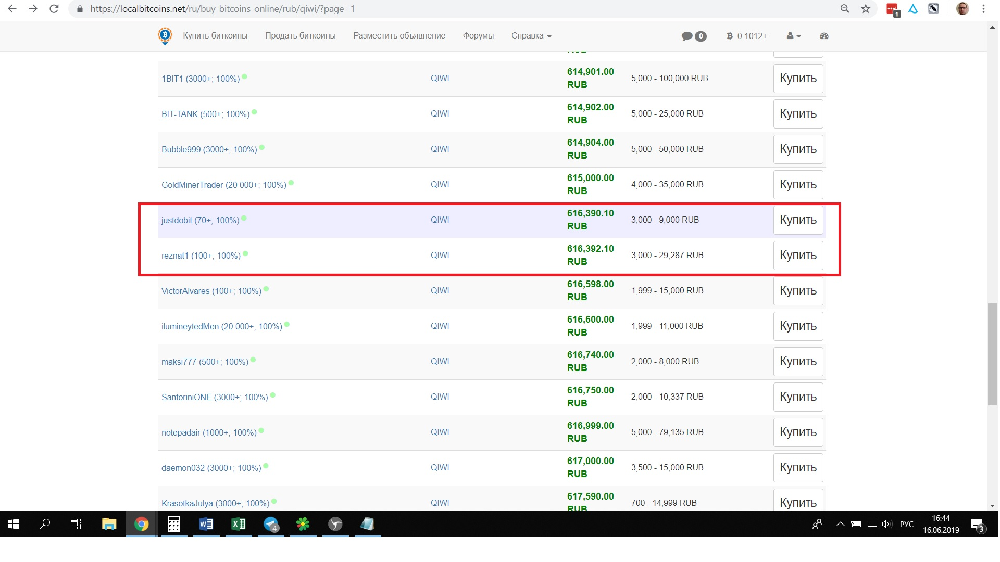 https://localbitcoins.net/ru/buy-bitcoins-online/rub/qiwi/?page=1
1
Купить биткоины Продать биткоины Разместить объявление Форумы Справка 0 0.1012+
RUB
1BIT1 (3000+; 100%) QIWI 614,901.00 RUB 5,000 - 100,000 RUB Купить
BIT-TANK (500+; 100%) QIWI 614,902.00 RUB 5,000 - 25,000 RUB Купить
Bubble999 (3000+; 100%) QIWI 614,904.00 RUB 5,000 - 50,000 RUB Купить
GoldMinerTrader (20 000+; 100%) QIWI 615,000.00 RUB 4,000 - 35,000 RUB Купить
justdobit (70+; 100%) QIWI 616,390.10 RUB 3,000 - 9,000 RUB Купить
reznat1 (100+; 100%) QIWI 616,392.10 RUB 3,000 - 29,287 RUB Купить
VictorAlvares (100+; 100%) QIWI 616,598.00 RUB 1,999 - 15,000 RUB Купить
ilumineytedMen (20 000+; 100%) QIWI 616,600.00 RUB 1,999 - 11,000 RUB Купить
maksi777 (500+; 100%) QIWI 616,740.00 RUB 2,000 - 8,000 RUB Купить
SantoriniONE (3000+; 100%) QIWI 616,750.00 RUB 2,000 - 10,337 RUB Купить
notepadair (1000+; 100%) QIWI 616,999.00 RUB 5,000 - 79,135 RUB Купить
daemon032 (3000+; 100%) QIWI 617,000.00 RUB 3,500 - 15,000 RUB Купить
KrasotkaJulya (3000+; 100%) QIWI 617,590.00 RUB 700 - 14,999 RUB Купить
4
РУС
16:44
16.06.2019
3